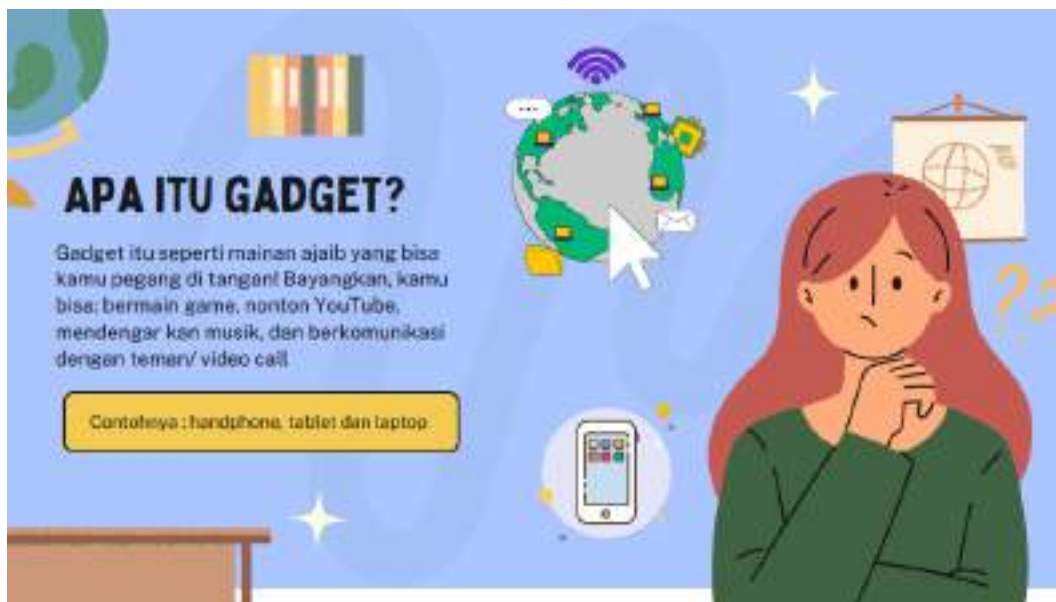 APA ITU GADGET?
Gadget itu seperti mainan ajaib yang bisa
kamu pegang di tangan! Bayangkan, kamu
bisa: bermain game, nonton YouTube,
mendengar kan musik, dan berkomunikasi
dengan teman/ video call
Contohnya : handphone, tablet dan laptop
??